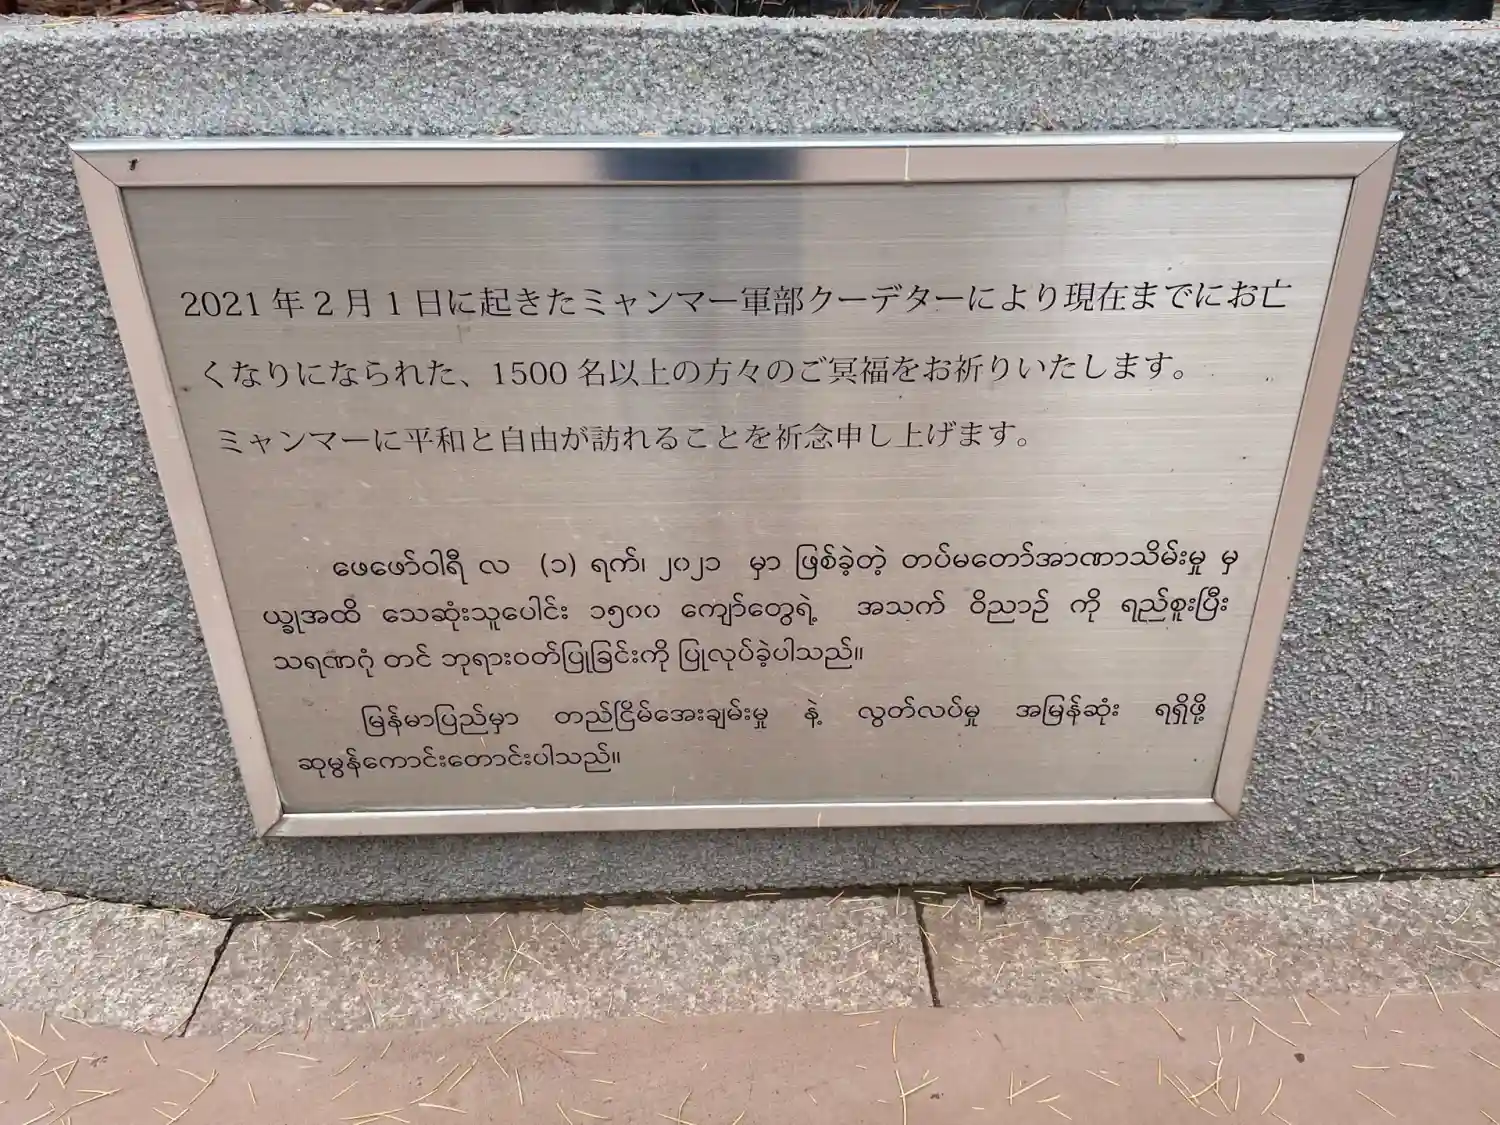 2021 年 2 月 1 日に起きたミャンマー軍部クーデターにより現在までにお亡
くなりになられた、1500 名以上の方々のご冥福をお祈りいたします。
ミャンマーに平和と自由が訪れることを祈念申し上げます。
ဖေဖော်ဝါရီ လ (၁) ရက်၊ ၂၀၂၁ မှာ ဖြစ်ခဲ့တဲ့ တပ်မတော်အာဏာသိမ်းမှု မှ
ယ္ခုအထိ သေဆုံးသူပေါင်း ၁၅၀၀ ကျော်တွေရဲ့ အသက် ဝိညာဉ် ကို ရည်စူးပြီး
သရဏဂုံ တင် ဘုရားဝတ်ပြုခြင်းကို ပြုလုပ်ခဲ့ပါသည်။
မြန်မာပြည်မှာ တည်ငြိမ်အေးချမ်းမှု နဲ့ လွတ်လပ်မှု အမြန်ဆုံး ရရှိဖို့
ဆုမွန်ကောင်းတောင်းပါသည်။